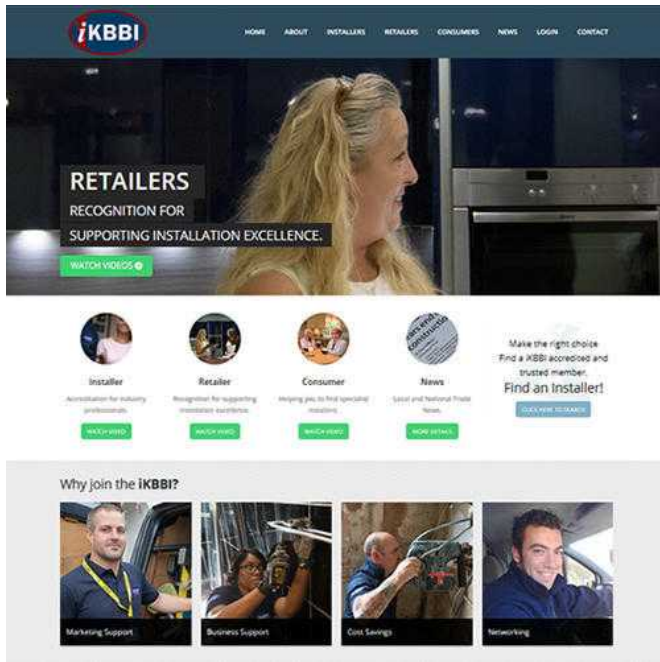 iKBBI
HOME ABOUT INSTALLERS RETAILERS CONSUMERS NEWS LOGIN CONTACT
RETAILERS
RECOGNITION FOR
SUPPORTING INSTALLATION EXCELLENCE.
WATCH VIDEOS
Installer
Accreditation for industry
professionals.
WATCH VIDEO
Retailer
Recognition for supporting
installation excellence.
WATCH VIDEO
Consumer
Helping you to find specialist
installers.
WATCH VIDEO
News
Local and National Trade
News.
MORE DETAILS
Make the right choice
Find a iKBBI accredited and
trusted member.
Find an Installer!
CLICK HERE TO SEARCH
Why join the iKBBI?
Marketing Support
Business Support
Cost Savings
Networking